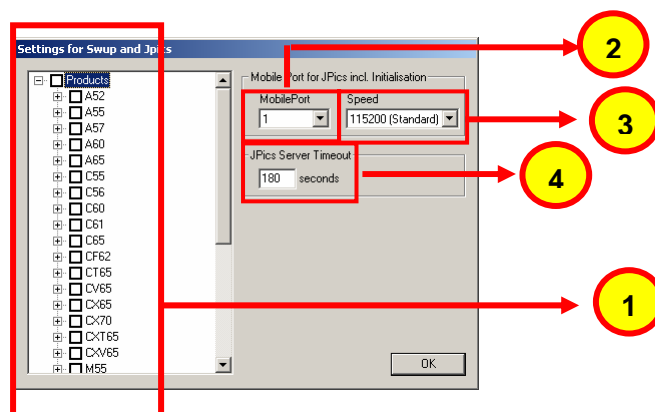 Settings for Swup and Jpics
Products
A52
A55
A57
A60
A65
C55
C56
C60
C61
C65
CF62
CT65
CV65
CX65
CX70
CXT65
CXV65
M55
Mobile Port for JPics incl. Initialisation
MobilePort
1
Speed
115200 (Standard)
JPics Server Timeout
180 seconds
OK
2
3
4
1